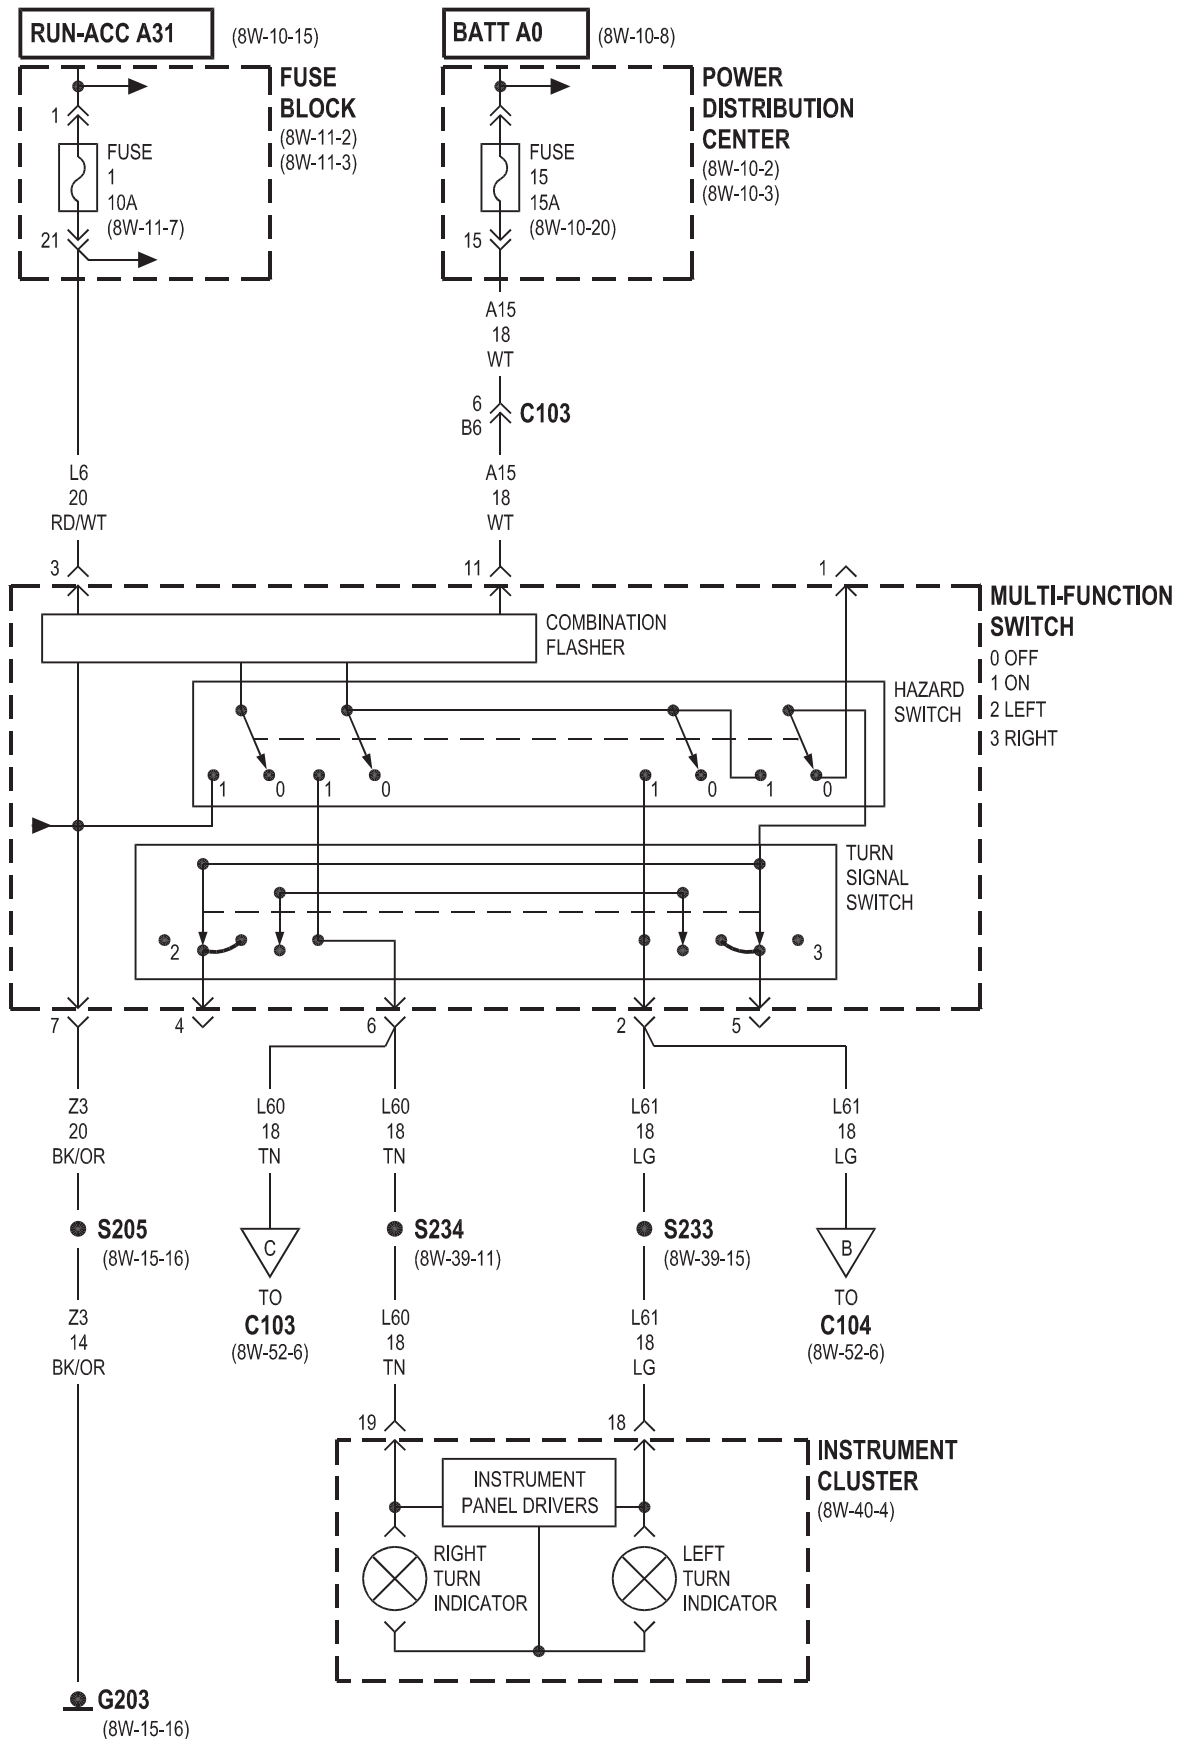 RUN-ACC A31
(8W-10-15)
BATT A0
(8W-10-8)
FUSE
BLOCK
(8W-11-2)
(8W-11-3)
1
FUSE
1
10A
(8W-11-7)
21
POWER
DISTRIBUTION
CENTER
(8W-10-2)
(8W-10-3)
FUSE
15
15A
(8W-10-20)
15
A15
18
WT
6
B6
C103
L6
20
RD/WT
A15
18
WT
3
11
1
MULTI-FUNCTION
SWITCH
0 OFF
1 ON
2 LEFT
3 RIGHT
COMBINATION
FLASHER
HAZARD
SWITCH
1
0
1
0
1
0
1
0
TURN
SIGNAL
SWITCH
2
3
7
4
6
2
5
Z3
20
BK/OR
L60
18
TN
L60
18
TN
L61
18
LG
L61
18
LG
S205
(8W-15-16)
C
TO
C103
(8W-52-6)
S234
(8W-39-11)
S233
(8W-39-15)
B
TO
C104
(8W-52-6)
Z3
14
BK/OR
L60
18
TN
L61
18
LG
19
18
INSTRUMENT
CLUSTER
(8W-40-4)
INSTRUMENT
PANEL DRIVERS
RIGHT
TURN
INDICATOR
LEFT
TURN
INDICATOR
G203
(8W-15-16)